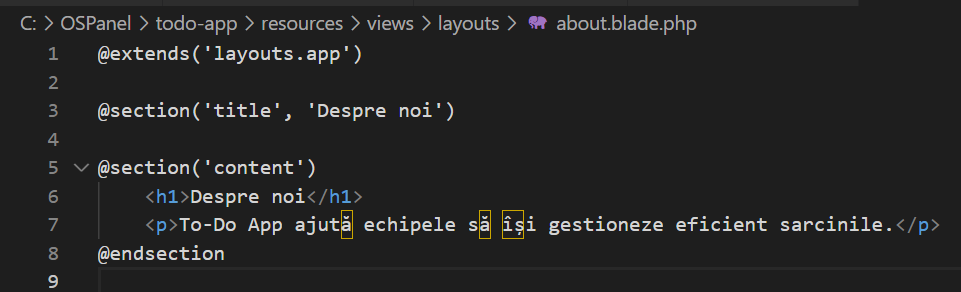 C: > OSPanel > todo-app > resources > views > layouts > about.blade.php
1 @extends('layouts.app')
2
3 @section('title', 'Despre noi')
4
5 @section('content')
6 <h1>Despre noi</h1>
7 <p>To-Do App ajută echipele să își gestioneze eficient sarcinile.</p>
8 @endsection
9